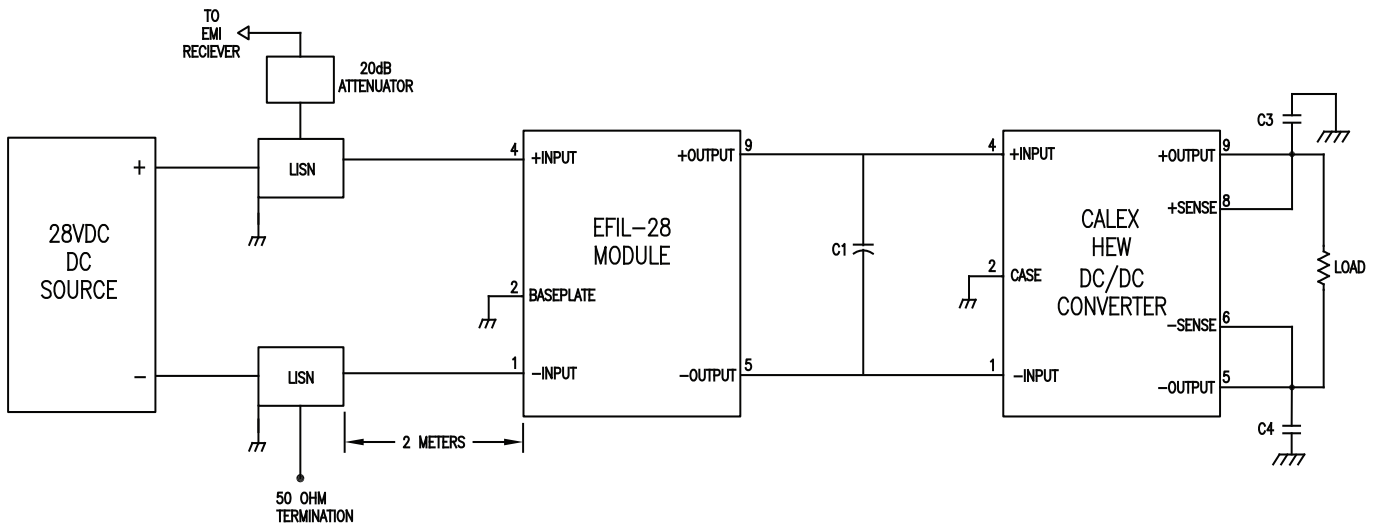 TO
EMI
RECIEVER
20dB
ATTENUATOR
28VDC
DC
SOURCE
+
−
LISN
LISN
2 METERS
50 OHM
TERMINATION
4
+INPUT
2
BASEPLATE
1
−INPUT
EFIL−28
MODULE
+OUTPUT
9
−OUTPUT
5
C1
4
+INPUT
2
CASE
1
−INPUT
CALEX
HEW
DC/DC
CONVERTER
+OUTPUT
9
+SENSE
8
−SENSE
6
−OUTPUT
5
C3
LOAD
C4